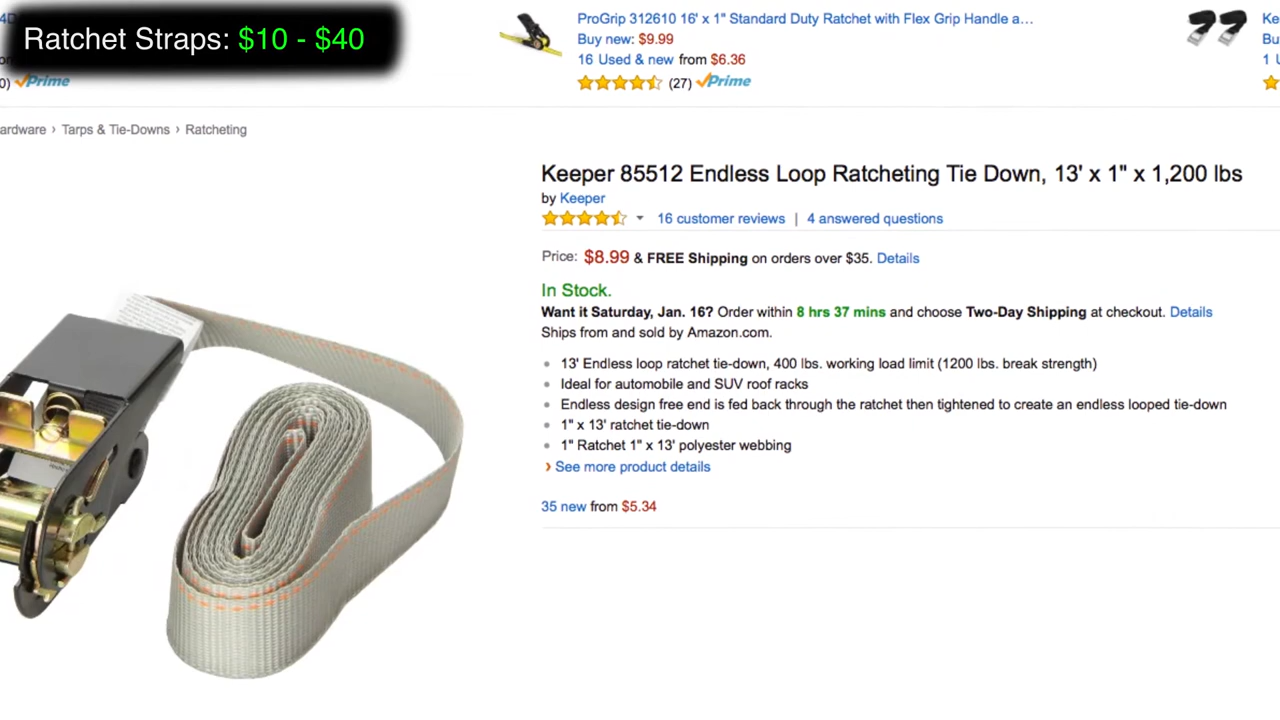 Ratchet Straps: $10 - $40
ProGrip 312610 16' x 1" Standard Duty Ratchet with Flex Grip Handle a…
Buy new: $9.99
16 Used & new from $6.36
(27) Prime
0) Prime
Ke
Bu
1 U
ardware › Tarps & Tie-Downs › Ratcheting
Keeper 85512 Endless Loop Ratcheting Tie Down, 13' x 1" x 1,200 lbs
by Keeper
16 customer reviews | 4 answered questions
Price: $8.99 & FREE Shipping on orders over $35. Details
In Stock.
Want it Saturday, Jan. 16? Order within 8 hrs 37 mins and choose Two-Day Shipping at checkout. Details
Ships from and sold by Amazon.com.
13' Endless loop ratchet tie-down, 400 lbs. working load limit (1200 lbs. break strength)
Ideal for automobile and SUV roof racks
Endless design free end is fed back through the ratchet then tightened to create an endless looped tie-down
1" x 13' ratchet tie-down
1" Ratchet 1" x 13' polyester webbing
› See more product details
35 new from $5.34